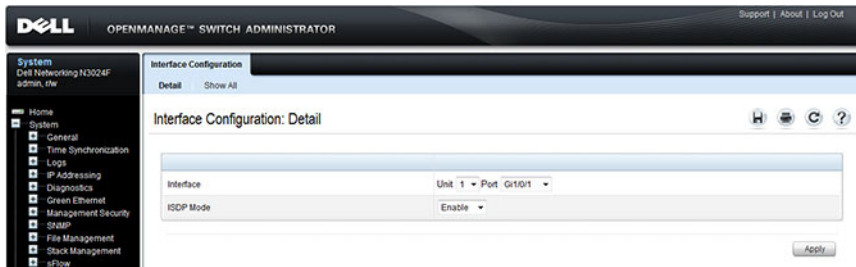 Support | About | Log Out
DELL OPENMANAGE™ SWITCH ADMINISTRATOR
System
Dell Networking N3024F
admin, r/w
Home
System
General
Time Synchronization
Logs
IP Addressing
Diagnostics
Green Ethernet
Management Security
SNMP
File Management
Stack Management
sFlow
Interface Configuration
Detail Show All
Interface Configuration: Detail
Interface Unit 1 Port Gi1/0/1
ISDP Mode Enable
Apply